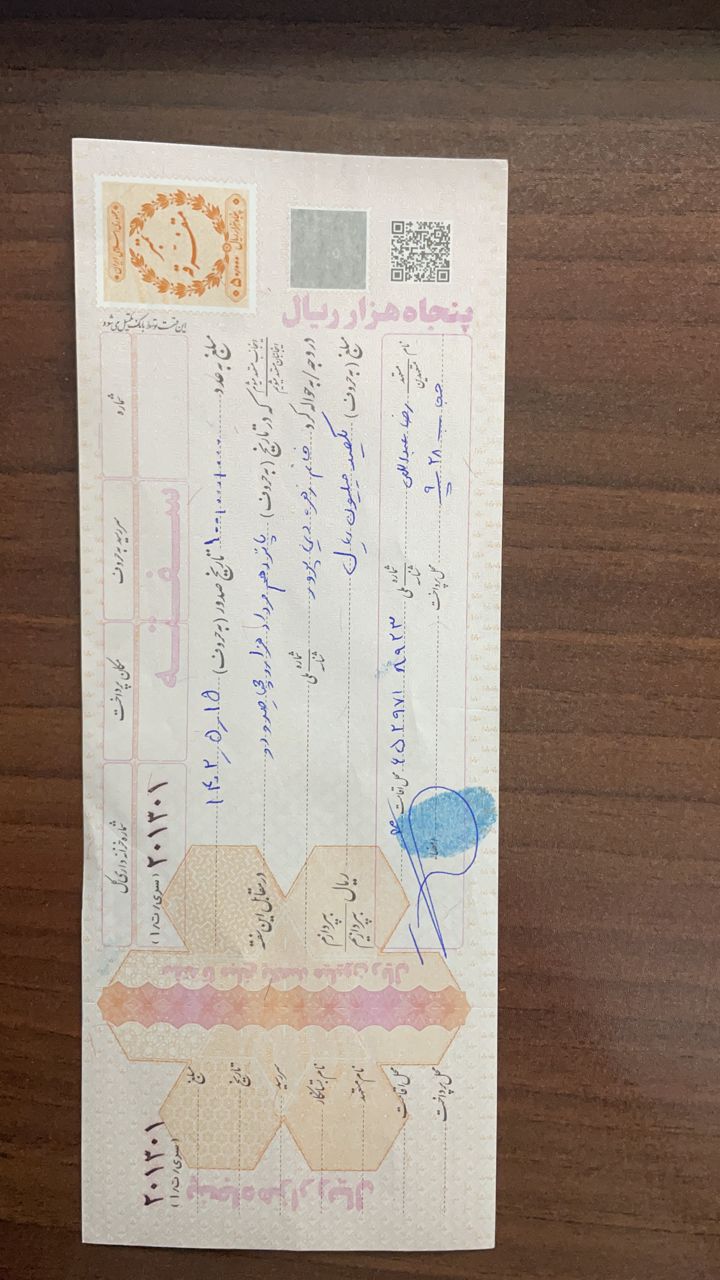 جمهوری اسلامی ایران
تمبر
متفرقه
پنجاه هزار ریال ۵۰/۰۰۰
شماره
سررسید به حروف
مکان پرداخت
شماره خزانه داری کل
سفته
۲۰۱۳۰۱ (سری/ت/۱)
مبلغ به عدد ۱۰۰/۰۰۰/۰۰۰ تاریخ صدور (به حروف) ۱۴۰۲/۵/۱۵
اینجانب متعهد میشوم
اینجانبان متعهد میشویم
که در تاریخ (به حروف) پانزدهم مرداد هزار و چهارصد و دو در مقابل این سفته
در وجه/به حواله کرد خانم زهره دین پرور شماره ملی شناسه
مبلغ (به حروف) یکصد میلیون ریال ریال بپردازم بپردازیم
نام متعهد متعهدین رضا عبداللهی شماره ملی شناسه محل اقامت
محل پرداخت
امضاء
پنجاه هزار ریال
سفته تا مبلغ یکصد میلیون ریال
۲۰۱۳۰۱
(سری/ت/۱)
مبلغ
تاریخ
سررسید
نام بستانکار
نام متعهد
محل اقامت
محل پرداخت
پنجاه هزار ریال